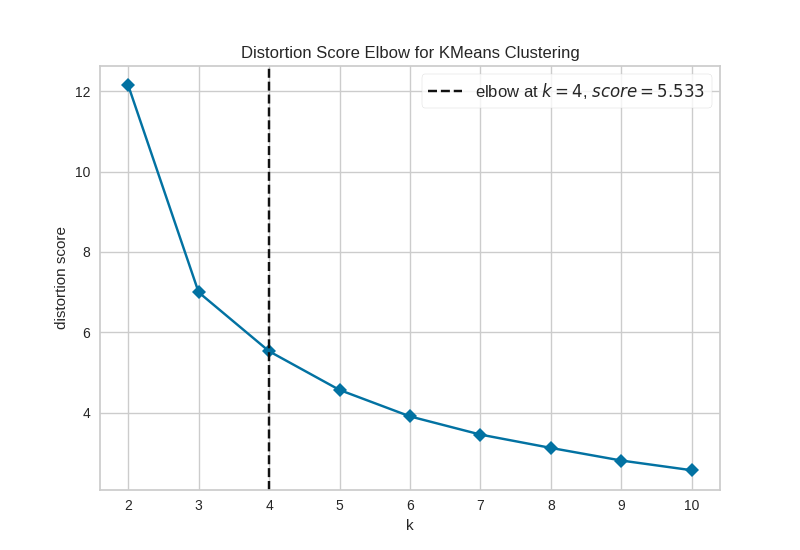 Distortion Score Elbow for KMeans Clustering
elbow at k = 4, score = 5.533
distortion score
12
10
8
6
4
2 3 4 5 6 7 8 9 10
k